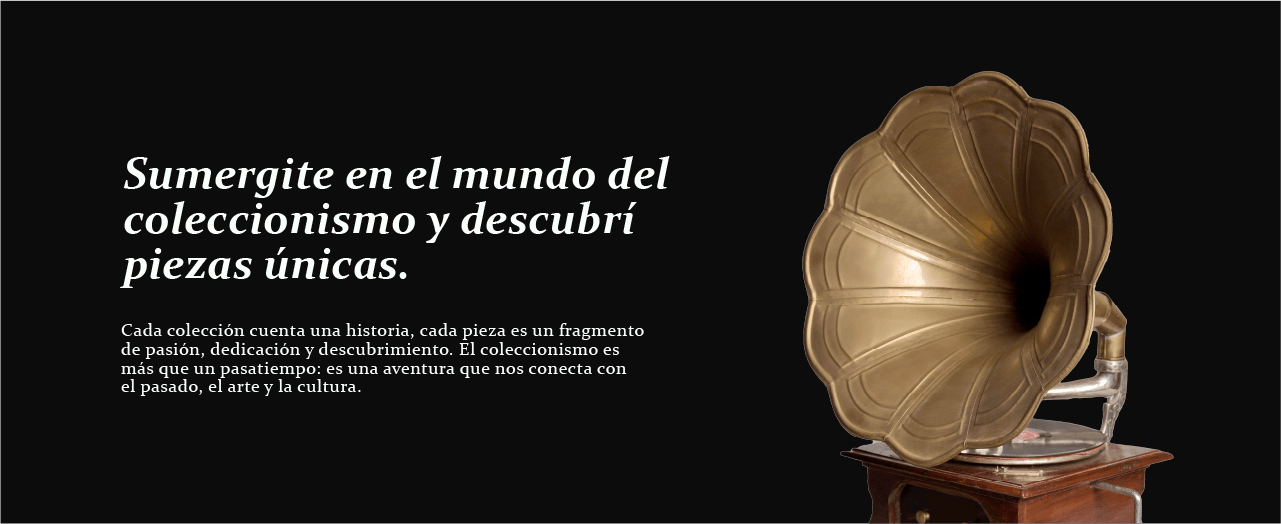 Sumergite en el mundo del
coleccionismo y descubrí
piezas únicas.
Cada colección cuenta una historia, cada pieza es un fragmento
de pasión, dedicación y descubrimiento. El coleccionismo es
más que un pasatiempo: es una aventura que nos conecta con
el pasado, el arte y la cultura.